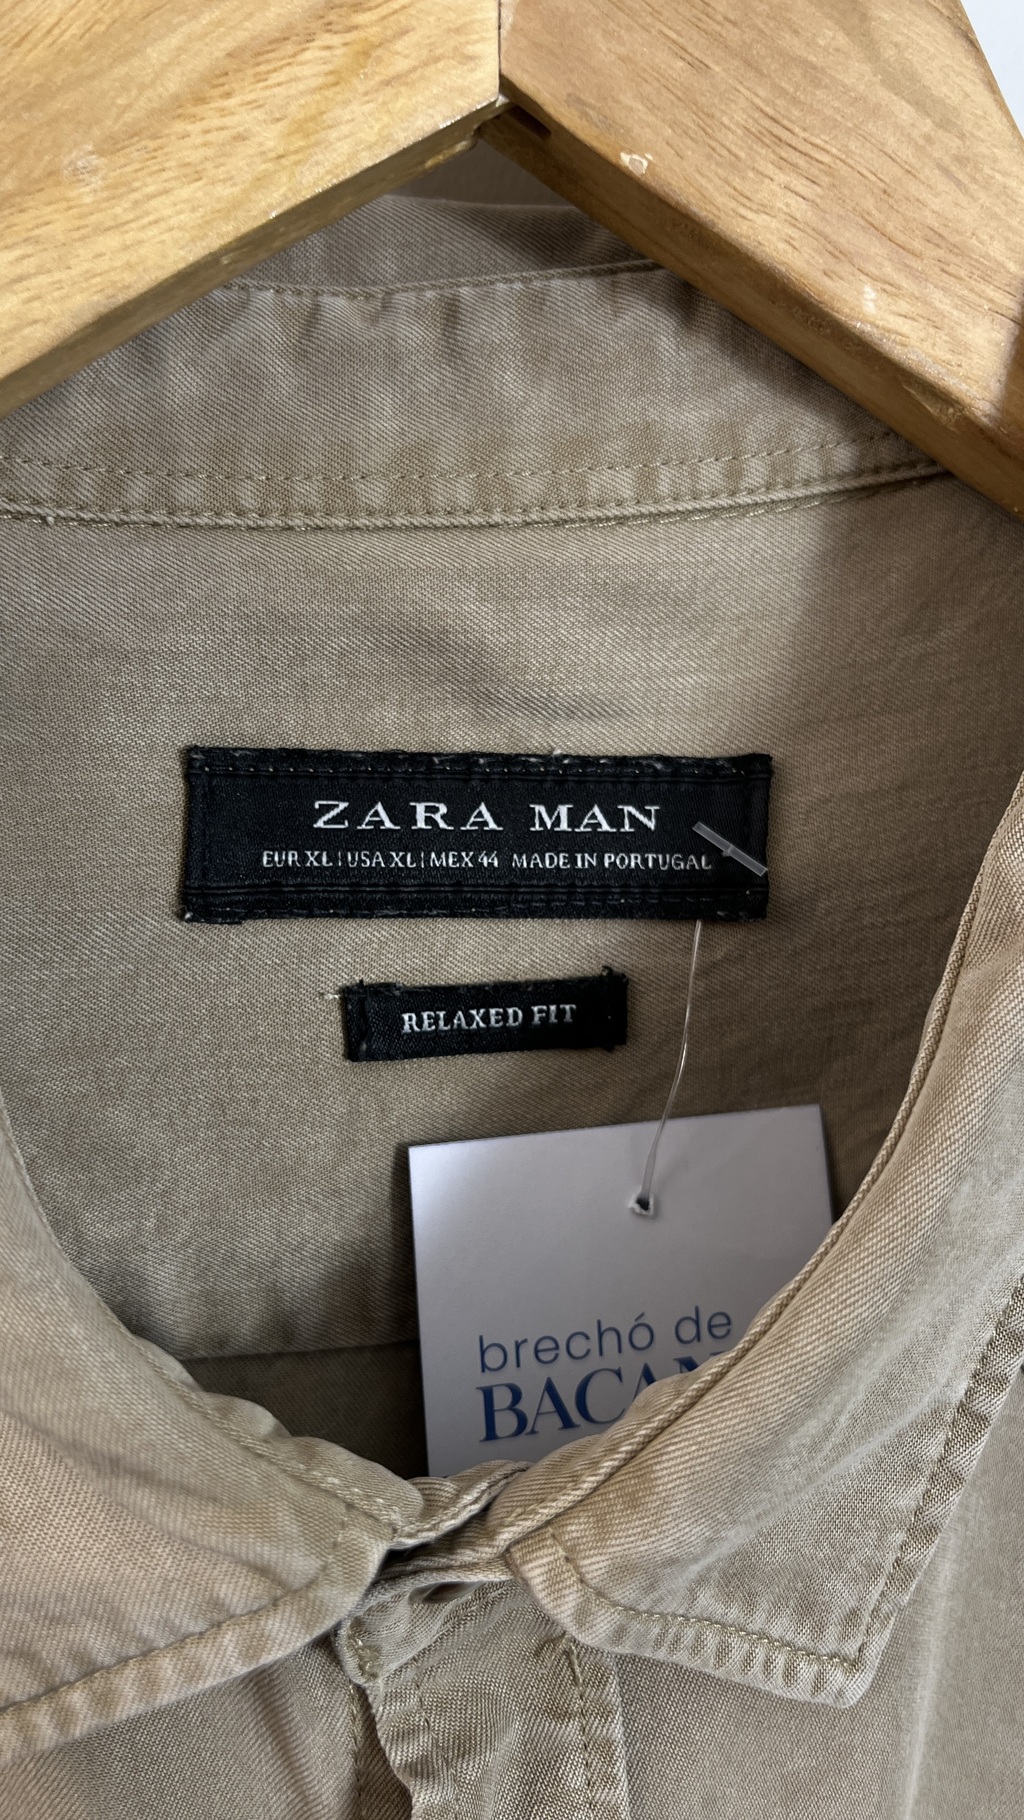 ZARA MAN
EUR XL | USA XL | MEX 44 MADE IN PORTUGAL
RELAXED FIT
brechó de